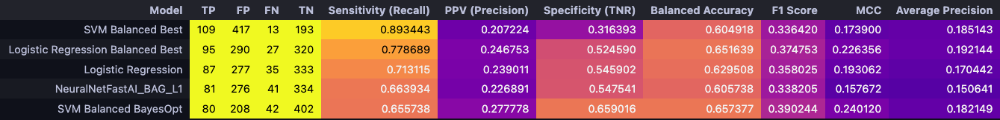 Model TP FP FN TN Sensitivity (Recall) PPV (Precision) Specificity (TNR) Balanced Accuracy F1 Score MCC Average Precision
SVM Balanced Best 109 417 13 193 0.893443 0.207224 0.316393 0.604918 0.336420 0.173900 0.185143
Logistic Regression Balanced Best 95 290 27 320 0.778689 0.246753 0.524590 0.651639 0.374753 0.226356 0.192144
Logistic Regression 87 277 35 333 0.713115 0.239011 0.545902 0.629508 0.358025 0.193062 0.170442
NeuralNetFastAI_BAG_L1 81 276 41 334 0.663934 0.226891 0.547541 0.605738 0.338205 0.157672 0.150641
SVM Balanced BayesOpt 80 208 42 402 0.655738 0.277778 0.659016 0.657377 0.390244 0.240120 0.182149